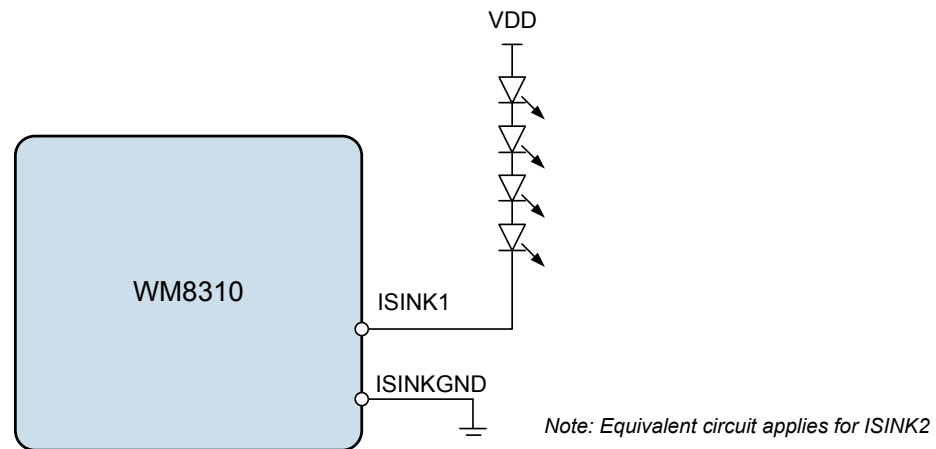 VDD
WM8310
ISINK1
ISINKGND
Note: Equivalent circuit applies for ISINK2